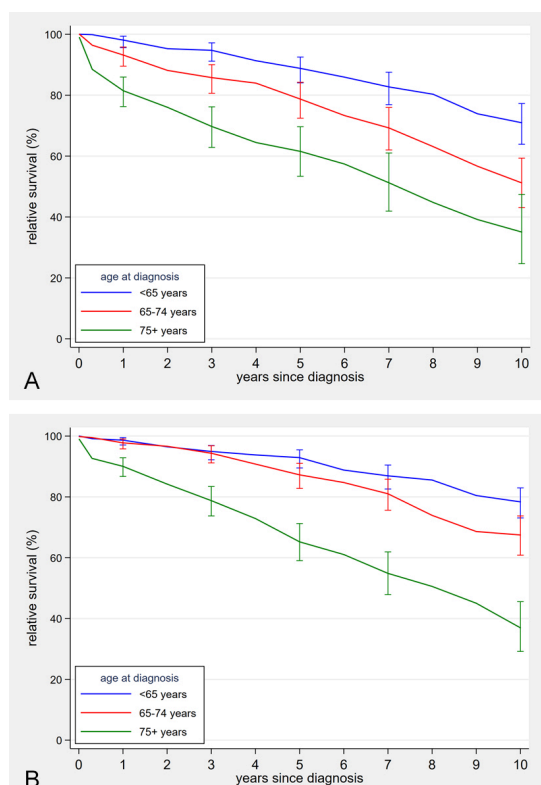 100
80
60
40
20
0
relative survival (%)
age at diagnosis
<65 years
65-74 years
75+ years
0 1 2 3 4 5 6 7 8 9 10
years since diagnosis
A
100
80
60
40
20
0
relative survival (%)
age at diagnosis
<65 years
65-74 years
75+ years
0 1 2 3 4 5 6 7 8 9 10
years since diagnosis
B